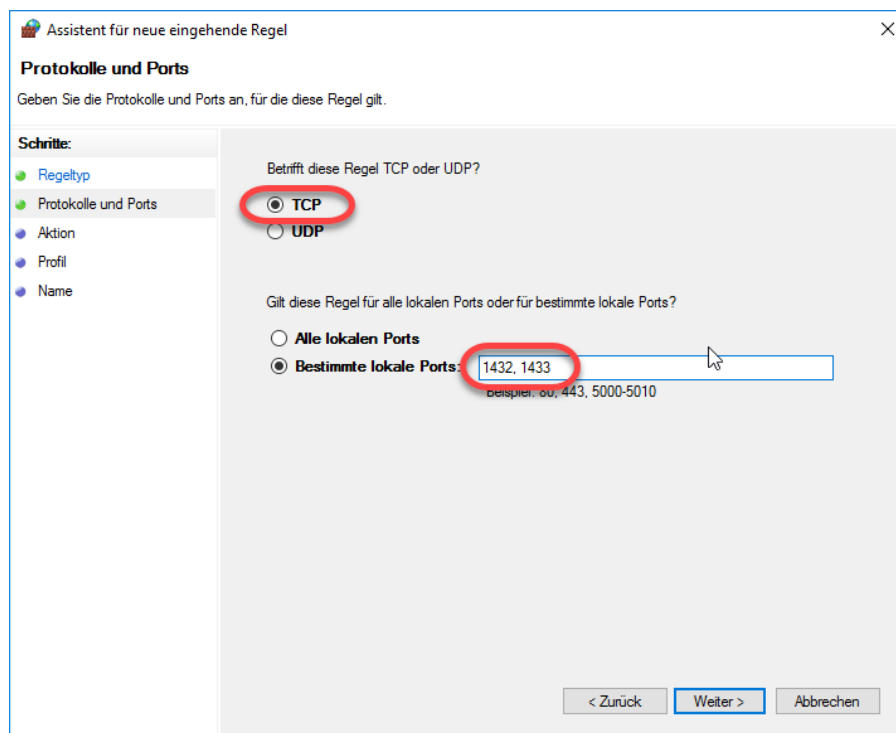 Assistent für neue eingehende Regel
Protokolle und Ports
Geben Sie die Protokolle und Ports an, für die diese Regel gilt.
Schritte:
Regeltyp
Protokolle und Ports
Aktion
Profil
Name
Betrifft diese Regel TCP oder UDP?
TCP
UDP
Gilt diese Regel für alle lokalen Ports oder für bestimmte lokale Ports?
Alle lokalen Ports
Bestimmte lokale Ports: 1432, 1433
Beispiel: 80, 443, 5000-5010
< Zurück Weiter > Abbrechen